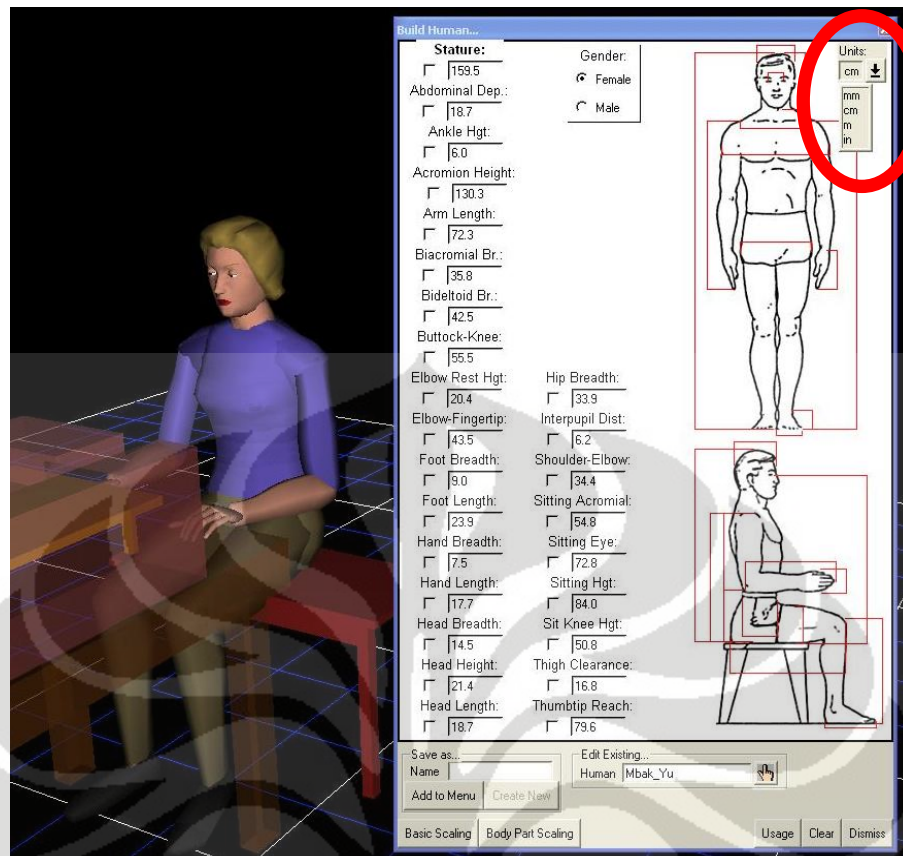 Build Human...
Stature:
159.5
Abdominal Dep.:
18.7
Ankle Hgt:
6.0
Acromion Height:
130.3
Arm Length:
72.3
Biacromial Br.:
35.8
Bideltoid Br.:
42.5
Buttock-Knee:
55.5
Elbow Rest Hgt:
20.4
Elbow-Fingertip:
43.5
Foot Breadth:
9.0
Foot Length:
23.9
Hand Breadth:
7.5
Hand Length:
17.7
Head Breadth:
14.5
Head Height:
21.4
Head Length:
18.7
Hip Breadth:
33.9
Interpupil Dist:
6.2
Shoulder-Elbow:
34.4
Sitting Acromial:
54.8
Sitting Eye:
72.8
Sitting Hgt:
84.0
Sit Knee Hgt:
50.8
Thigh Clearance:
16.8
Thumbtip Reach:
79.6
Gender:
Female
Male
Units:
cm
mm
cm
m
in
Save as...
Name
Add to Menu Create New
Edit Existing...
Human Mbak_Yu
Basic Scaling Body Part Scaling Usage Clear Dismiss